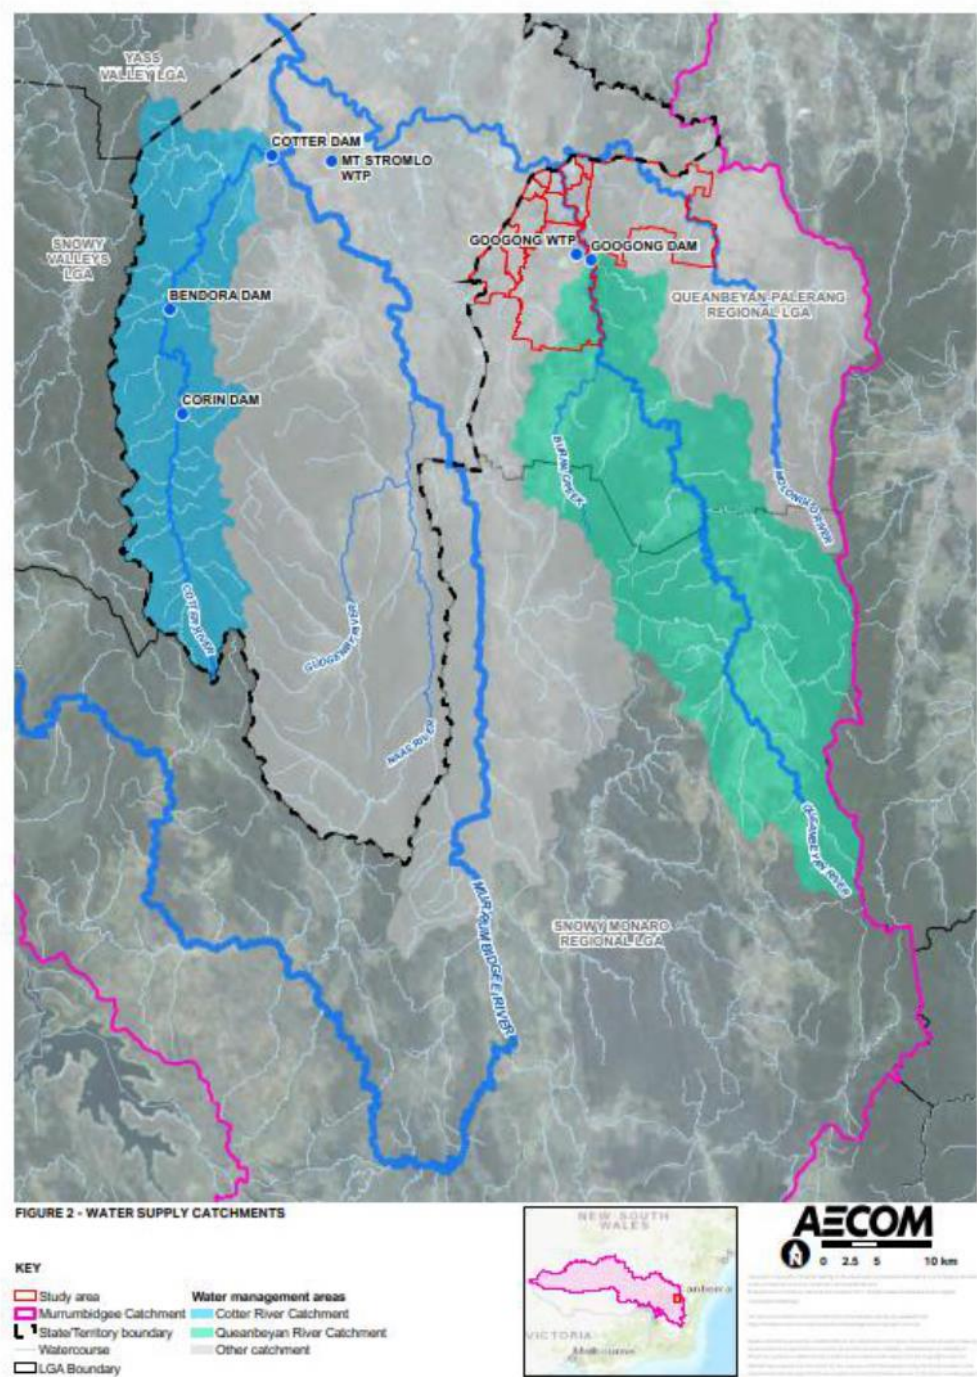 YASS
VALLEY LGA
COTTER DAM
MT STROMLO
WTP
SNOWY
VALLEYS
LGA
GOOGONG WTP
GOOGONG DAM
BENDORA DAM
QUEANBEYAN-PALERANG
REGIONAL LGA
CORIN DAM
BURRA CREEK
MOLONGLO RIVER
COTTER RIVER
GUDGENBY RIVER
NAAS RIVER
QUEANBEYAN RIVER
MURRUMBIDGEE RIVER
SNOWY MONARO
REGIONAL LGA
FIGURE 2 - WATER SUPPLY CATCHMENTS
KEY
Study area
Murrumbidgee Catchment
State/Territory boundary
Watercourse
LGA Boundary
Water management areas
Cotter River Catchment
Queanbeyan River Catchment
Other catchment
NEW SOUTH
WALES
anberra
VICTORIA
Melbourne
AECOM
N
0 2.5 5 10 km